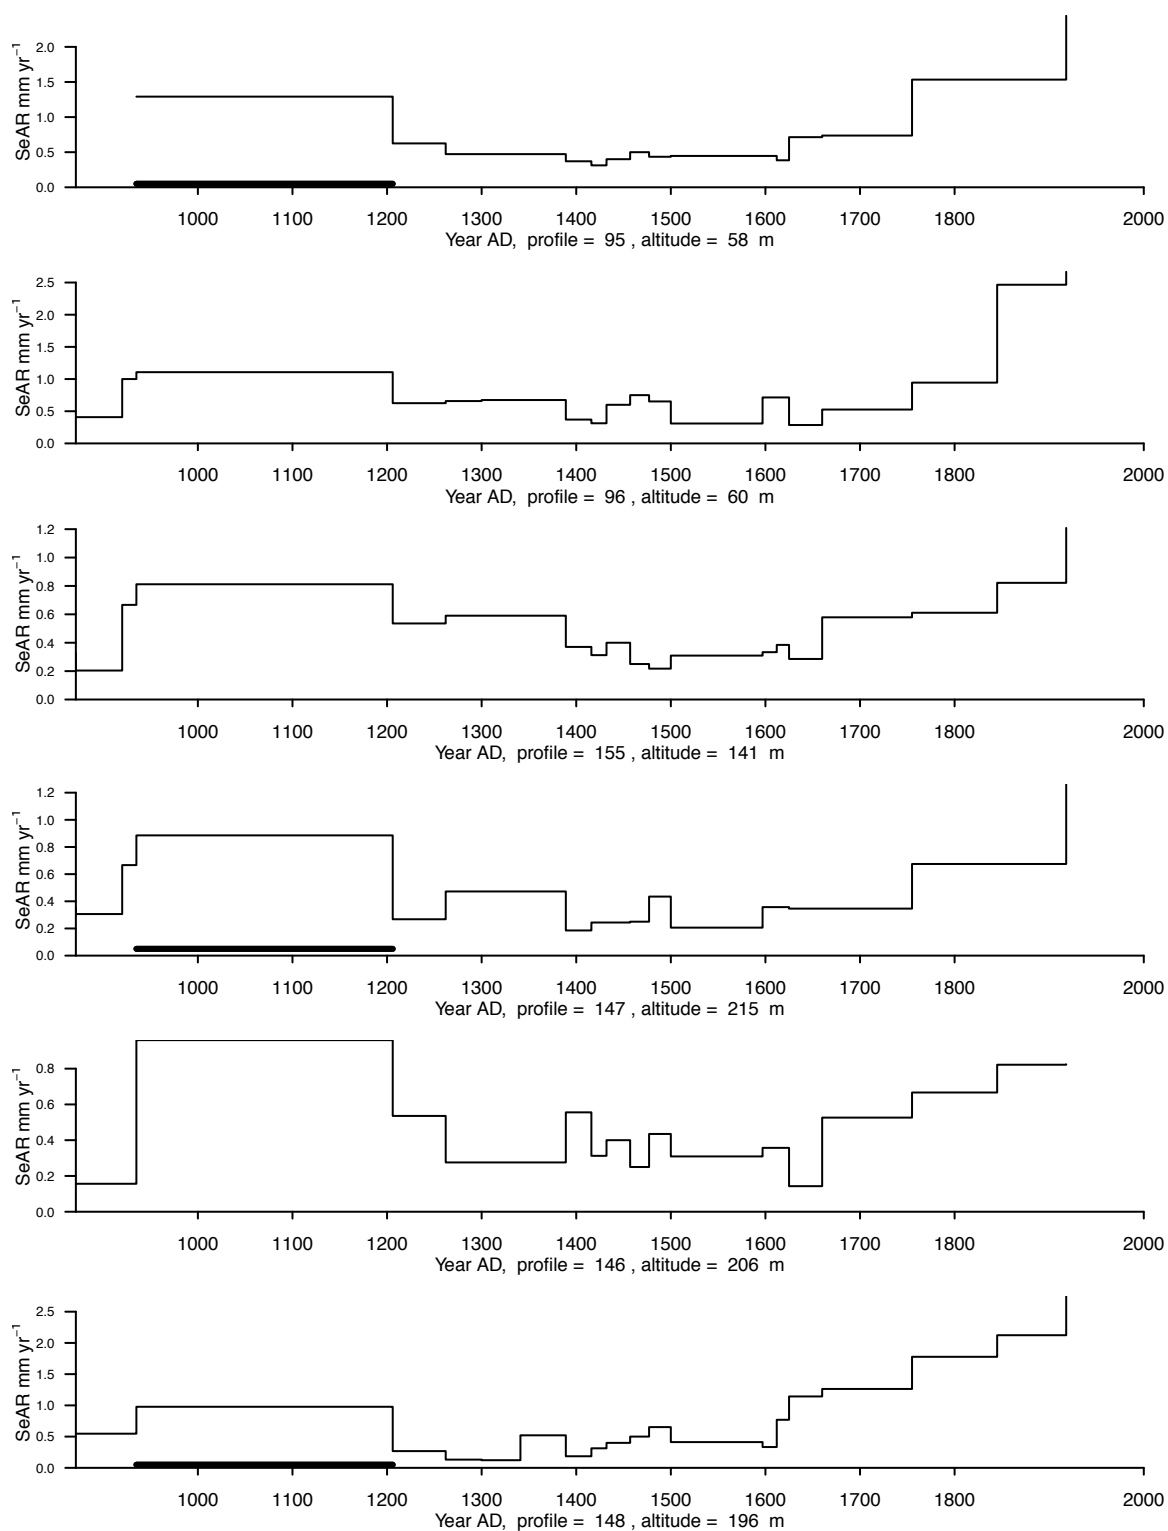 SeAR mm yr⁻¹
2.0
1.5
1.0
0.5
0.0
1000 1100 1200 1300 1400 1500 1600 1700 1800 2000
Year AD, profile = 95 , altitude = 58 m
SeAR mm yr⁻¹
2.5
2.0
1.5
1.0
0.5
0.0
1000 1100 1200 1300 1400 1500 1600 1700 1800 2000
Year AD, profile = 96 , altitude = 60 m
SeAR mm yr⁻¹
1.2
1.0
0.8
0.6
0.4
0.2
0.0
1000 1100 1200 1300 1400 1500 1600 1700 1800 2000
Year AD, profile = 155 , altitude = 141 m
SeAR mm yr⁻¹
1.2
1.0
0.8
0.6
0.4
0.2
0.0
1000 1100 1200 1300 1400 1500 1600 1700 1800 2000
Year AD, profile = 147 , altitude = 215 m
SeAR mm yr⁻¹
0.8
0.6
0.4
0.2
0.0
1000 1100 1200 1300 1400 1500 1600 1700 1800 2000
Year AD, profile = 146 , altitude = 206 m
SeAR mm yr⁻¹
2.5
2.0
1.5
1.0
0.5
0.0
1000 1100 1200 1300 1400 1500 1600 1700 1800 2000
Year AD, profile = 148 , altitude = 196 m